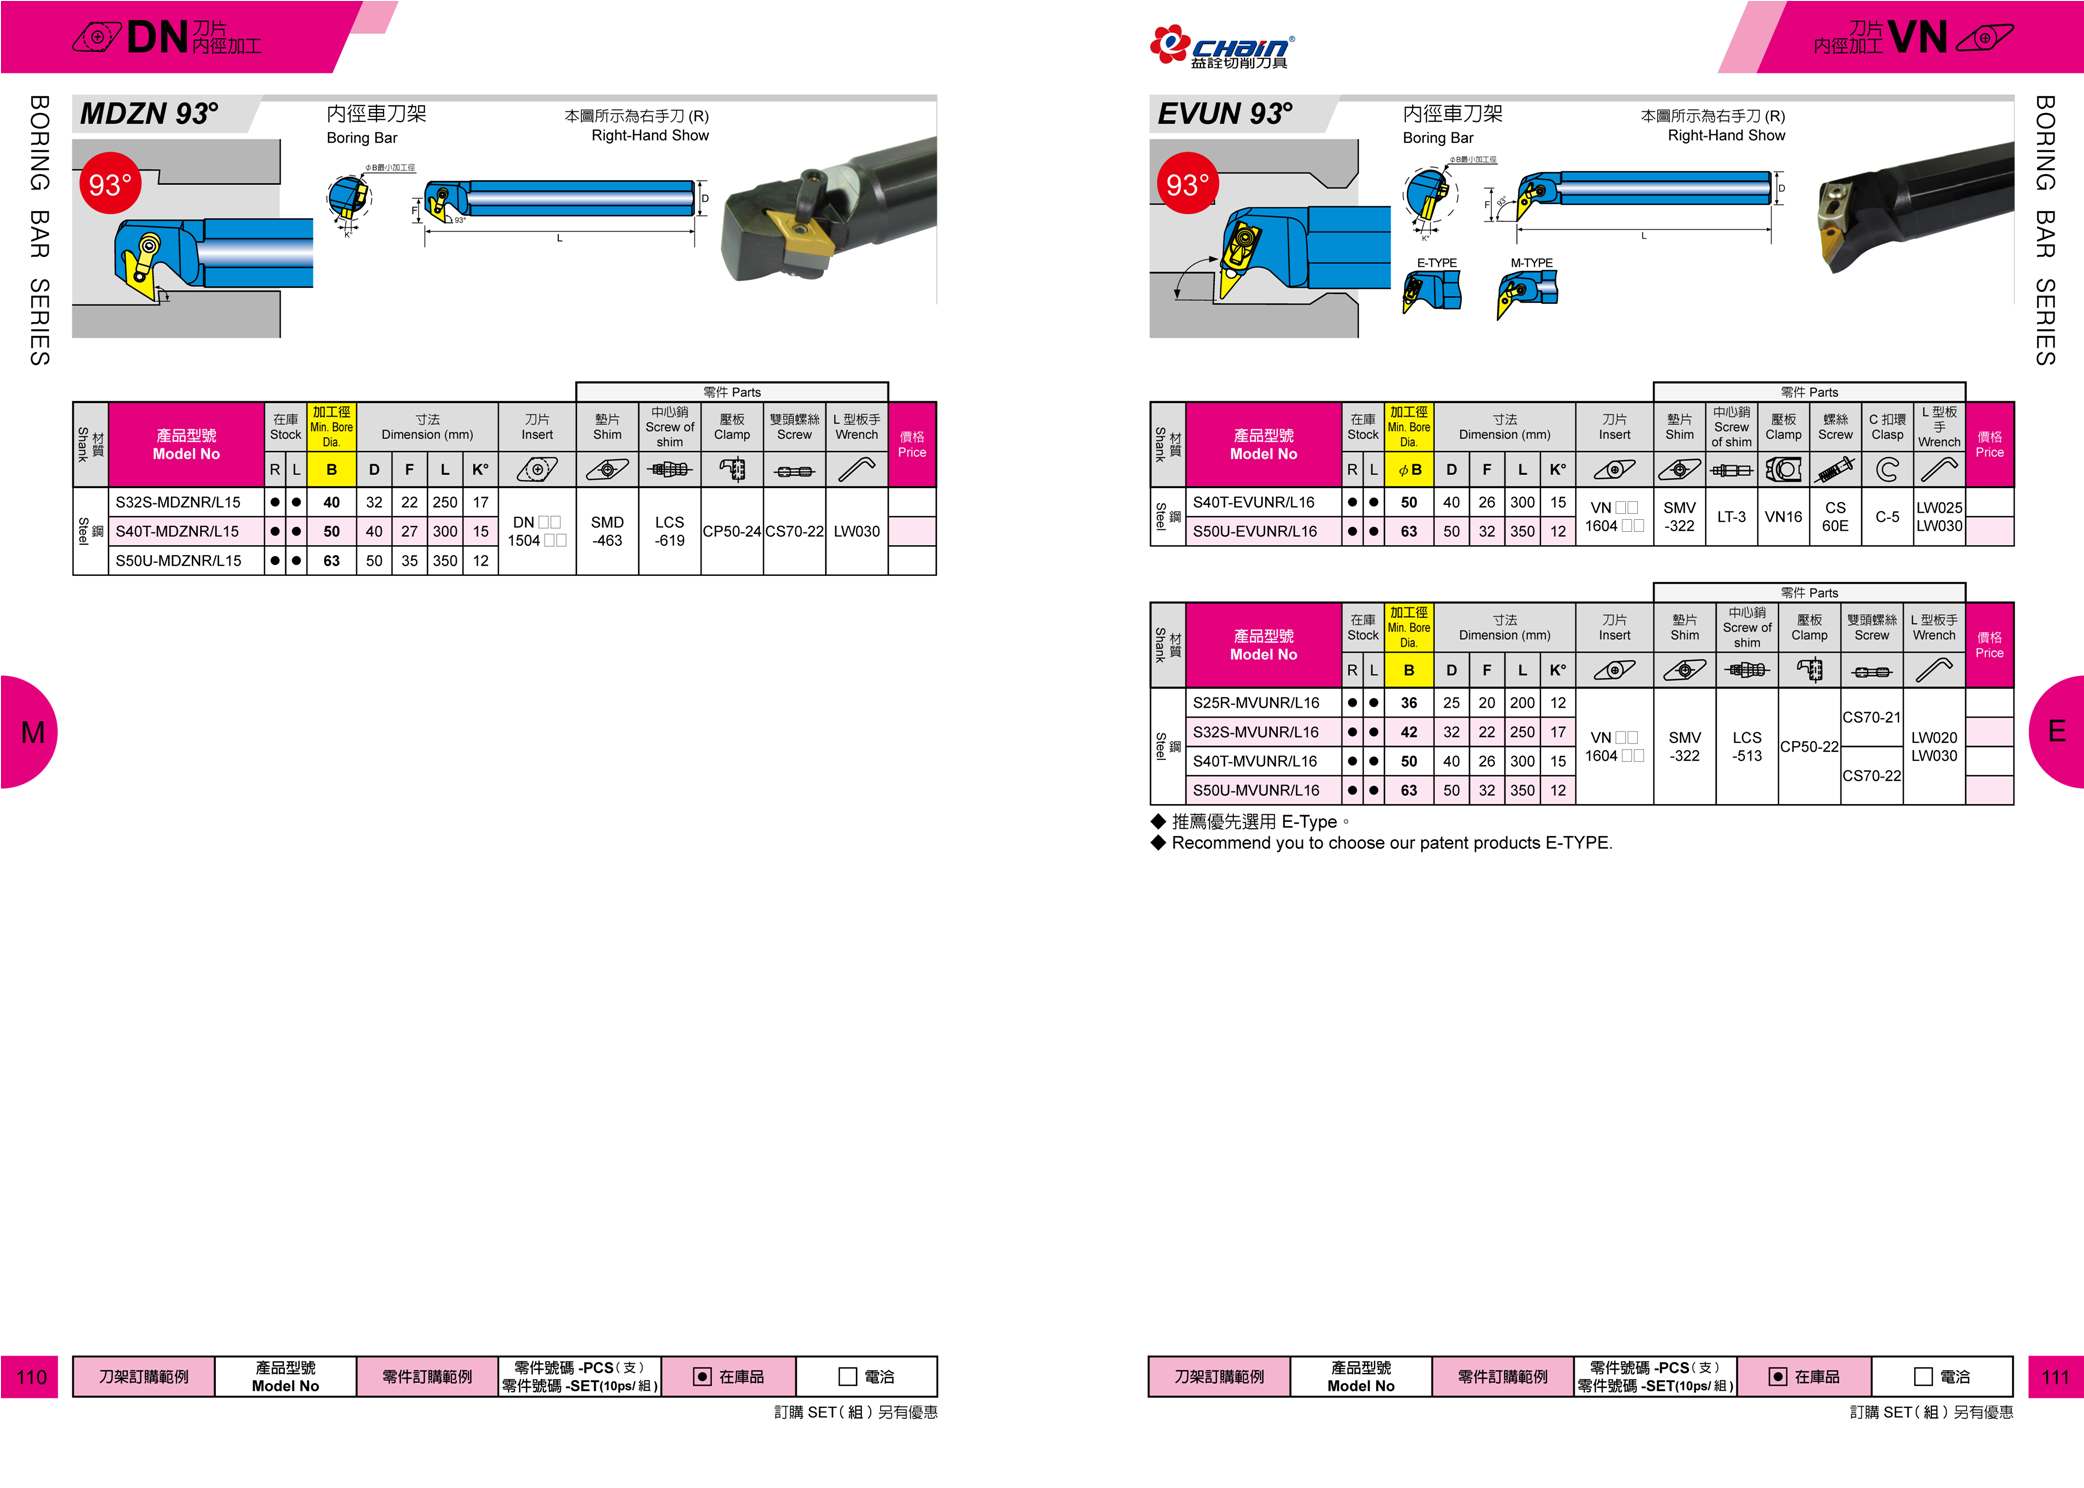 DN 刀片
內徑加工
BORING BAR SERIES
MDZN 93°
內徑車刀架
Boring Bar
本圖所示為右手刀 (R)
Right-Hand Show
93°
φB最小加工徑
K°
F
93°
D
L
零件 Parts
材質 Shank
產品型號 Model No
在庫 Stock
加工徑 Min. Bore Dia.
寸法 Dimension (mm)
刀片 Insert
墊片 Shim
中心銷 Screw of shim
壓板 Clamp
雙頭螺絲 Screw
L 型板手 Wrench
價格 Price
R L B D F L K°
鋼 Steel
S32S-MDZNR/L15 ● ● 40 32 22 250 17
S40T-MDZNR/L15 ● ● 50 40 27 300 15
S50U-MDZNR/L15 ● ● 63 50 35 350 12
DN □□
1504 □□
SMD
-463
LCS
-619
CP50-24
CS70-22
LW030
M
110
刀架訂購範例
產品型號
Model No
零件訂購範例
零件號碼 -PCS(支)
零件號碼 -SET(10ps/組)
● 在庫品
□ 電洽
訂購 SET(組)另有優惠
e CHain®
益詮切削刀具
刀片
內徑加工 VN
BORING BAR SERIES
EVUN 93°
內徑車刀架
Boring Bar
本圖所示為右手刀 (R)
Right-Hand Show
93°
φB最小加工徑
K°
F
93°
D
L
E-TYPE
M-TYPE
零件 Parts
材質 Shank
產品型號 Model No
在庫 Stock
加工徑 Min. Bore Dia.
寸法 Dimension (mm)
刀片 Insert
墊片 Shim
中心銷 Screw of shim
壓板 Clamp
螺絲 Screw
C 扣環 Clasp
L 型板手 Wrench
價格 Price
R L φB D F L K°
鋼 Steel
S40T-EVUNR/L16 ● ● 50 40 26 300 15
S50U-EVUNR/L16 ● ● 63 50 32 350 12
VN □□
1604 □□
SMV
-322
LT-3
VN16
CS
60E
C-5
LW025
LW030
零件 Parts
材質 Shank
產品型號 Model No
在庫 Stock
加工徑 Min. Bore Dia.
寸法 Dimension (mm)
刀片 Insert
墊片 Shim
中心銷 Screw of shim
壓板 Clamp
雙頭螺絲 Screw
L 型板手 Wrench
價格 Price
R L B D F L K°
鋼 Steel
S25R-MVUNR/L16 ● ● 36 25 20 200 12
S32S-MVUNR/L16 ● ● 42 32 22 250 17
S40T-MVUNR/L16 ● ● 50 40 26 300 15
S50U-MVUNR/L16 ● ● 63 50 32 350 12
VN □□
1604 □□
SMV
-322
LCS
-513
CP50-22
CS70-21
CS70-22
LW020
LW030
◆ 推薦優先選用 E-Type。
◆ Recommend you to choose our patent products E-TYPE.
E
刀架訂購範例
產品型號
Model No
零件訂購範例
零件號碼 -PCS(支)
零件號碼 -SET(10ps/組)
● 在庫品
□ 電洽
111
訂購 SET(組)另有優惠